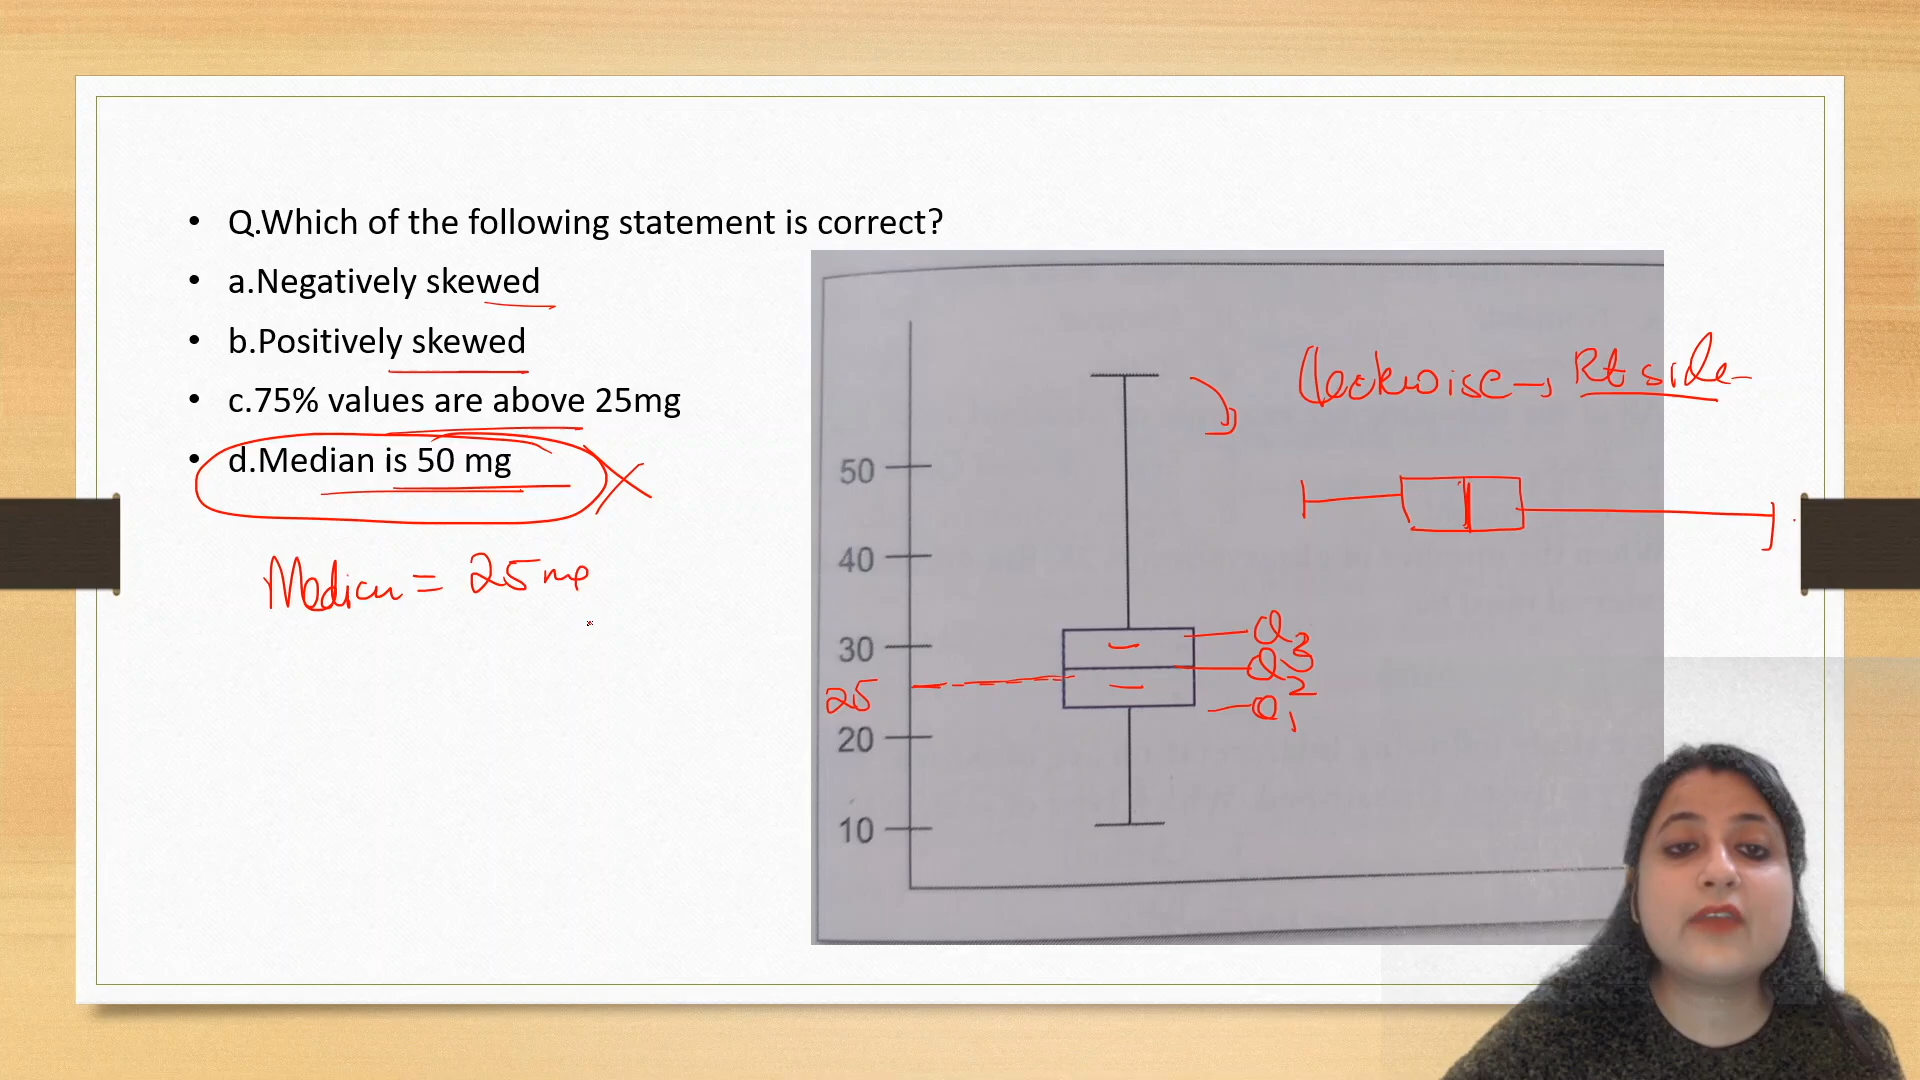 Q.Which of the following statement is correct?
a.Negatively skewed
b.Positively skewed
c.75% values are above 25mg
d.Median is 50 mg
Median = 25 mg
50
40
30
25
20
10
Clockwise → Rt side
Q3
Q2
Q1